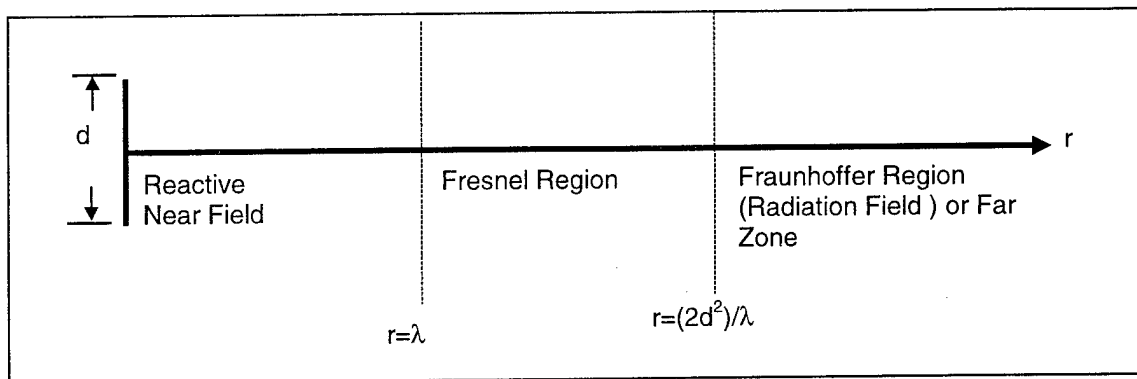 d
r
Reactive
Near Field
Fresnel Region
Fraunhoffer Region
(Radiation Field ) or Far
Zone
r=λ
r=(2d²)/λ